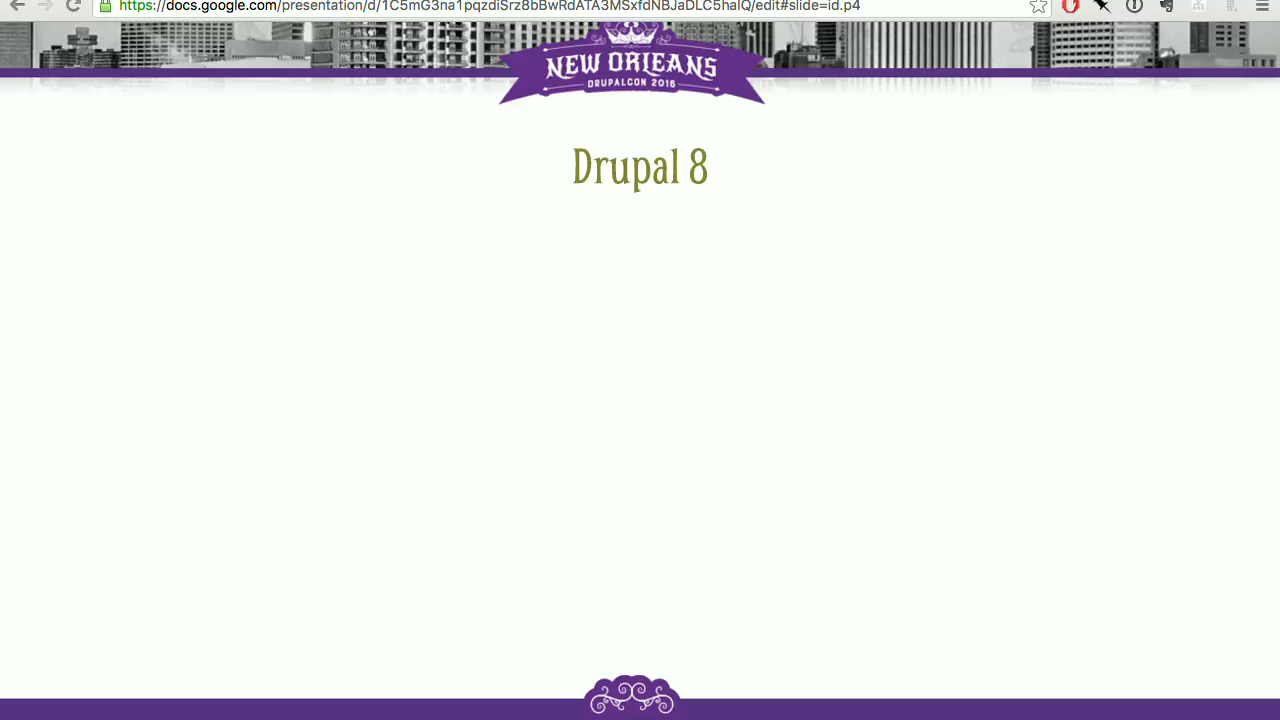 https://docs.google.com/presentation/d/1C5mG3na1pqzdiSrz8bBwRdATA3MSxfdNBJaDLC5halQ/edit#slide=id.p4
NEW ORLEANS
DRUPALCON 2016
Drupal 8